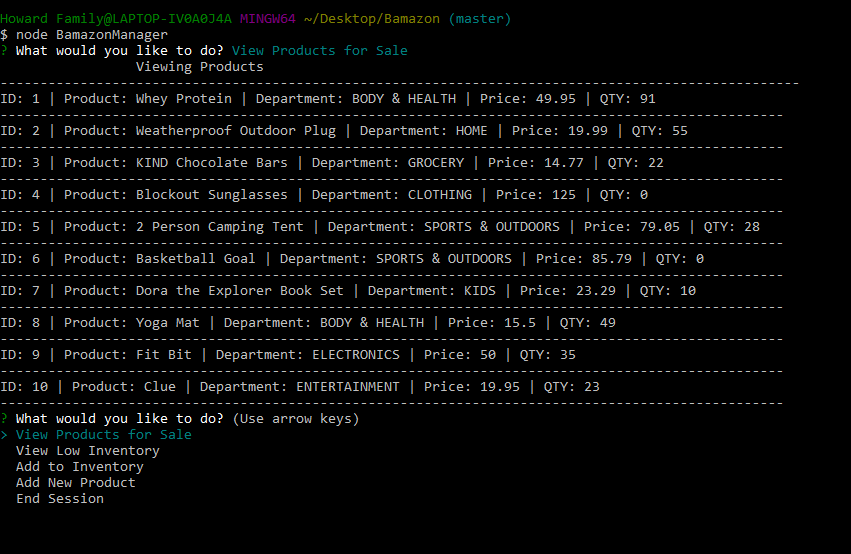 Howard Family@LAPTOP-IV0A0J4A MINGW64 ~/Desktop/Bamazon (master)
$ node BamazonManager
? What would you like to do? View Products for Sale
                 Viewing Products
----------------------------------------------------------------------------------------------------
ID: 1 | Product: Whey Protein | Department: BODY & HEALTH | Price: 49.95 | QTY: 91
--------------------------------------------------------------------------------------------------
ID: 2 | Product: Weatherproof Outdoor Plug | Department: HOME | Price: 19.99 | QTY: 55
--------------------------------------------------------------------------------------------------
ID: 3 | Product: KIND Chocolate Bars | Department: GROCERY | Price: 14.77 | QTY: 22
--------------------------------------------------------------------------------------------------
ID: 4 | Product: Blockout Sunglasses | Department: CLOTHING | Price: 125 | QTY: 0
--------------------------------------------------------------------------------------------------
ID: 5 | Product: 2 Person Camping Tent | Department: SPORTS & OUTDOORS | Price: 79.05 | QTY: 28
--------------------------------------------------------------------------------------------------
ID: 6 | Product: Basketball Goal | Department: SPORTS & OUTDOORS | Price: 85.79 | QTY: 0
--------------------------------------------------------------------------------------------------
ID: 7 | Product: Dora the Explorer Book Set | Department: KIDS | Price: 23.29 | QTY: 10
--------------------------------------------------------------------------------------------------
ID: 8 | Product: Yoga Mat | Department: BODY & HEALTH | Price: 15.5 | QTY: 49
--------------------------------------------------------------------------------------------------
ID: 9 | Product: Fit Bit | Department: ELECTRONICS | Price: 50 | QTY: 35
--------------------------------------------------------------------------------------------------
ID: 10 | Product: Clue | Department: ENTERTAINMENT | Price: 19.95 | QTY: 23
--------------------------------------------------------------------------------------------------
? What would you like to do? (Use arrow keys)
> View Products for Sale
  View Low Inventory
  Add to Inventory
  Add New Product
  End Session